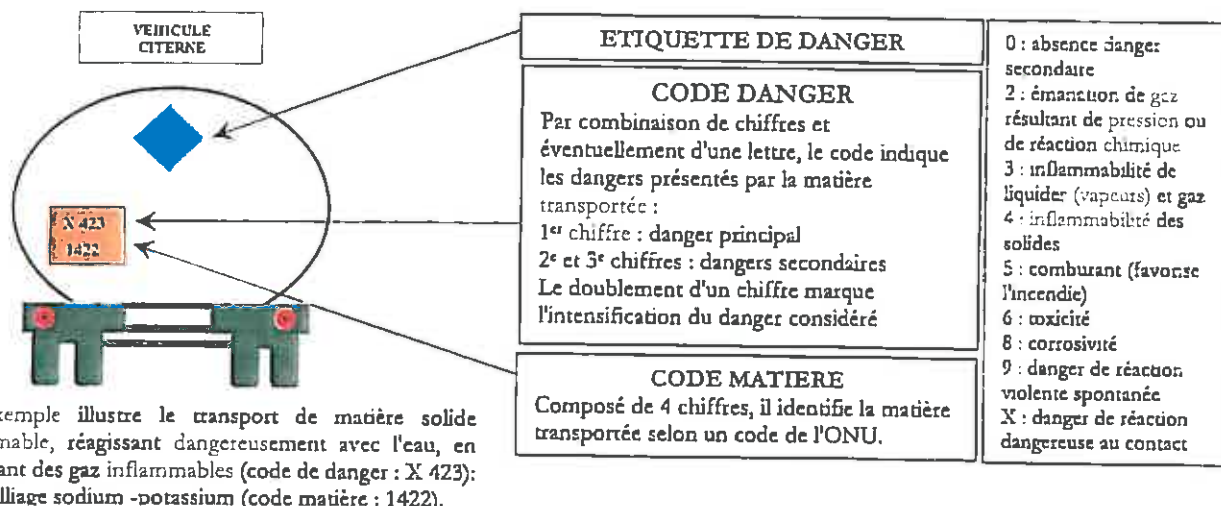 VEHICULE
CITERNE
X 423
1422
ETIQUETTE DE DANGER
CODE DANGER
Par combinaison de chiffres et
éventuellement d'une lettre, le code indique
les dangers présentés par la matière
transportée :
1er chiffre : danger principal
2e et 3e chiffres : dangers secondaires
Le doublement d'un chiffre marque
l'intensification du danger considéré
CODE MATIERE
Composé de 4 chiffres, il identifie la matière
transportée selon un code de l'ONU.
0 : absence danger
secondaire
2 : émanation de gaz
résultant de pression ou
de réaction chimique
3 : inflammabilité de
liquides (vapeurs) et gaz
4 : inflammabilité des
solides
5 : comburant (favorise
l'incendie)
6 : toxicité
8 : corrosivité
9 : danger de réaction
violente spontanée
X : danger de réaction
dangereuse au contact
xemple illustre le transport de matière solide
mable, réagissant dangereusement avec l'eau, en
ant des gaz inflammables (code de danger : X 423):
lliage sodium -potassium (code matière : 1422).